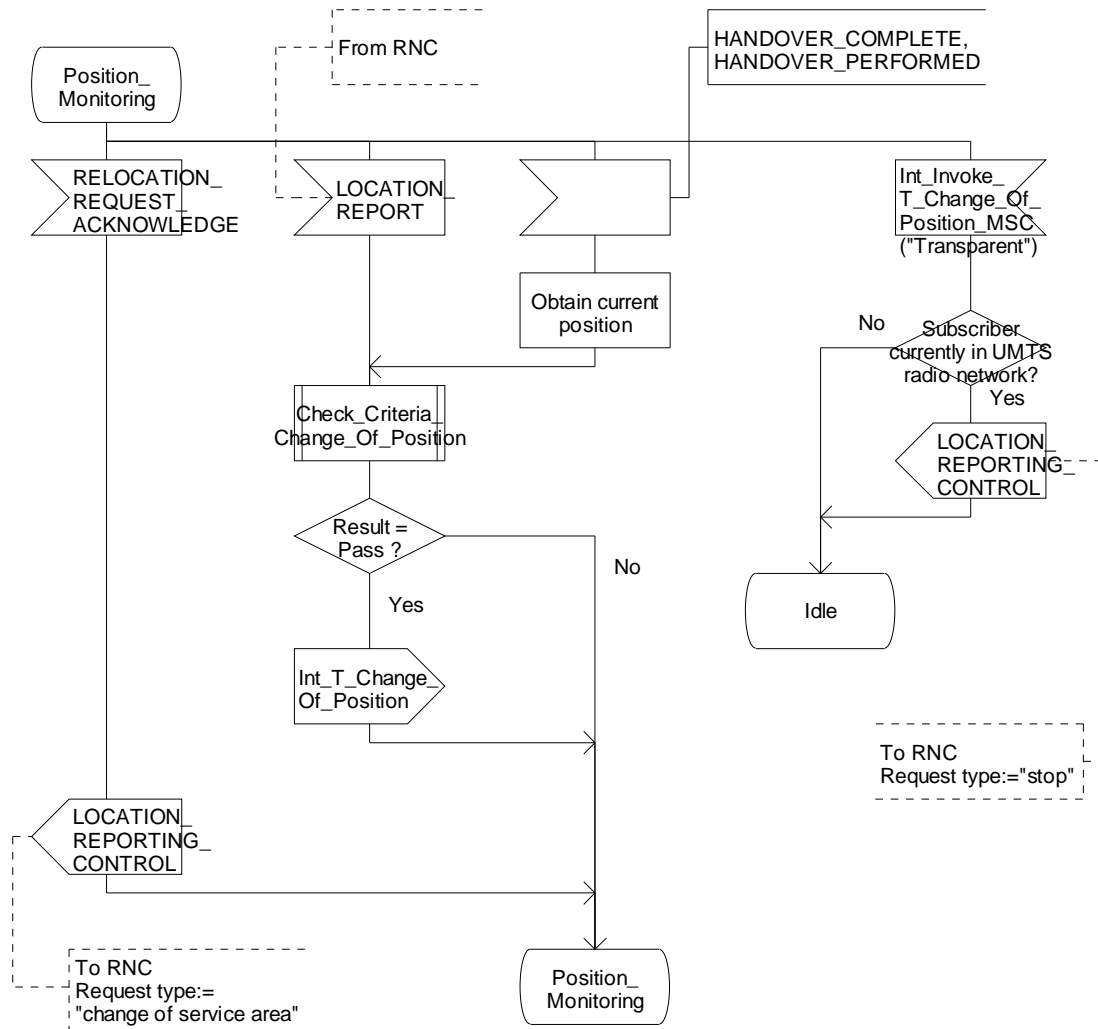 From RNC
HANDOVER_COMPLETE,
HANDOVER_PERFORMED
Position_
Monitoring
RELOCATION_
REQUEST_
ACKNOWLEDGE
LOCATION_
REPORT
Int_Invoke_
T_Change_Of_
Position_MSC
("Transparent")
Obtain current
position
No
Subscriber
currently in UMTS
radio network?
Yes
Check_Criteria_
Change_Of_Position
LOCATION_
REPORTING_
CONTROL
Result =
Pass ?
No
Yes
Idle
Int_T_Change_
Of_Position
To RNC
Request type:="stop"
LOCATION_
REPORTING_
CONTROL
To RNC
Request type:=
"change of service area"
Position_
Monitoring